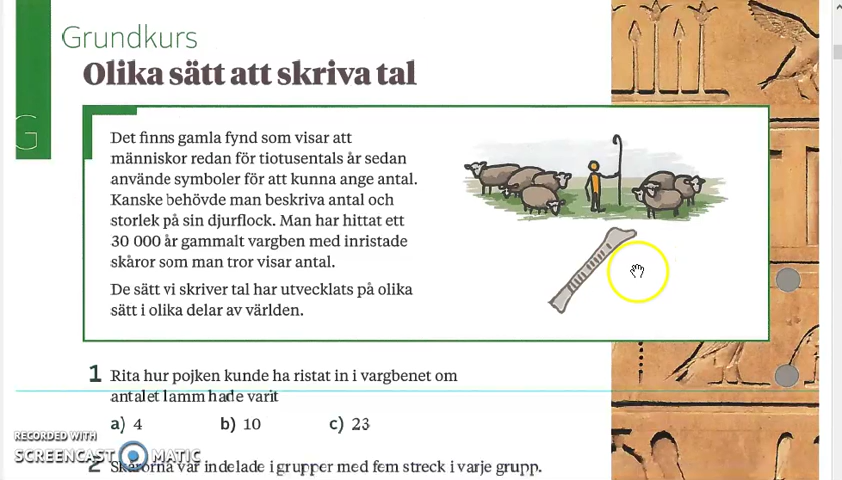 Grundkurs
Olika sätt att skriva tal
G
Det finns gamla fynd som visar att
människor redan för tiotusentals år sedan
använde symboler för att kunna ange antal.
Kanske behövde man beskriva antal och
storlek på sin djurflock. Man har hittat ett
30 000 år gammalt vargben med inristade
skåror som man tror visar antal.
De sätt vi skriver tal har utvecklats på olika
sätt i olika delar av världen.
1 Rita hur pojken kunde ha ristat in i vargbenet om
antalet lamm hade varit
a) 4 b) 10 c) 23
RECORDED WITH
SCREENCAST MATIC
2 Skårorna var indelade i grupper med fem streck i varje grupp.